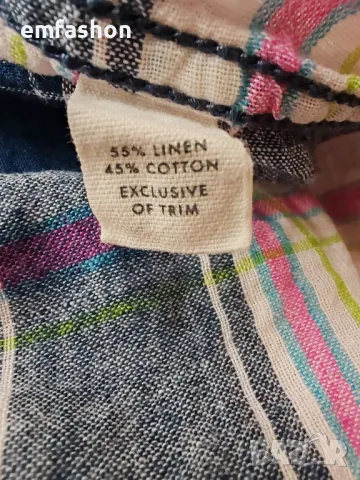 emfashon
55% LINEN
45% COTTON
EXCLUSIVE
OF TRIM